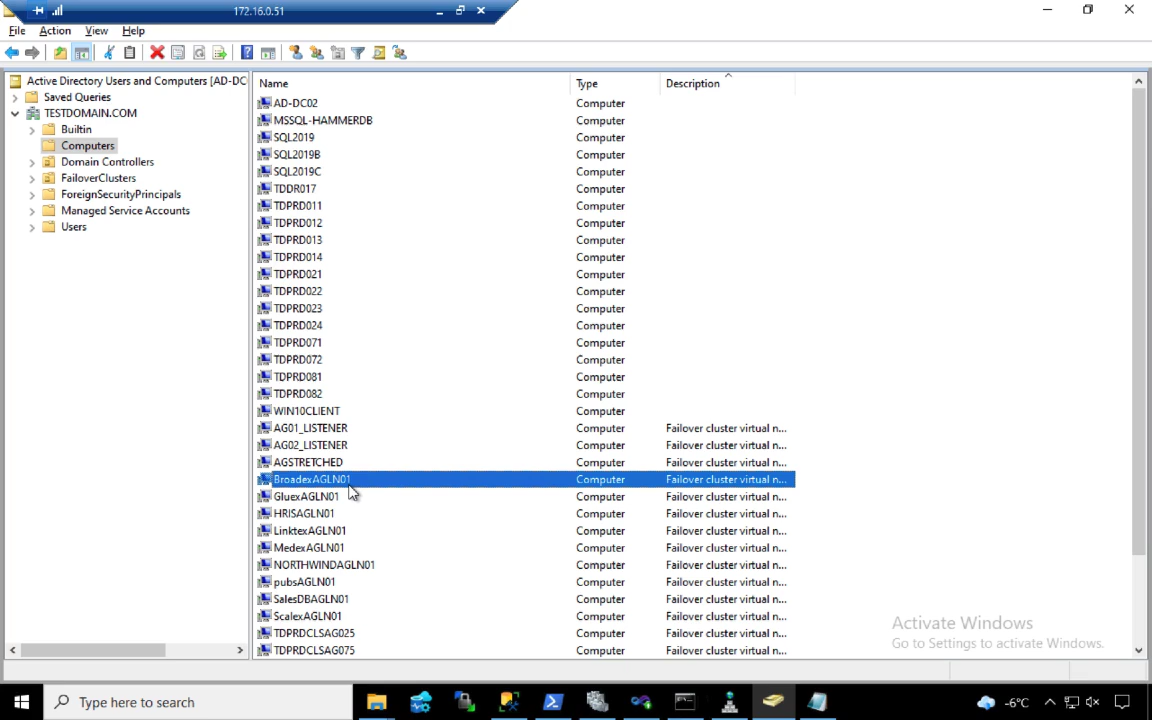 172.16.0.51
File Action View Help
Active Directory Users and Computers [AD-DC
Saved Queries
TESTDOMAIN.COM
Builtin
Computers
Domain Controllers
FailoverClusters
ForeignSecurityPrincipals
Managed Service Accounts
Users
Name Type Description
AD-DC02 Computer
MSSQL-HAMMERDB Computer
SQL2019 Computer
SQL2019B Computer
SQL2019C Computer
TDDR017 Computer
TDPRD011 Computer
TDPRD012 Computer
TDPRD013 Computer
TDPRD014 Computer
TDPRD021 Computer
TDPRD022 Computer
TDPRD023 Computer
TDPRD024 Computer
TDPRD071 Computer
TDPRD072 Computer
TDPRD081 Computer
TDPRD082 Computer
WIN10CLIENT Computer
AG01_LISTENER Computer Failover cluster virtual n...
AG02_LISTENER Computer Failover cluster virtual n...
AGSTRETCHED Computer Failover cluster virtual n...
BroadexAGLN01 Computer Failover cluster virtual n...
GluexAGLN01 Computer Failover cluster virtual n...
HRISAGLN01 Computer Failover cluster virtual n...
LinktexAGLN01 Computer Failover cluster virtual n...
MedexAGLN01 Computer Failover cluster virtual n...
NORTHWINDAGLN01 Computer Failover cluster virtual n...
pubsAGLN01 Computer Failover cluster virtual n...
SalesDBAGLN01 Computer Failover cluster virtual n...
ScalexAGLN01 Computer Failover cluster virtual n...
TDPRDCLSAG025 Computer Failover cluster virtual n...
TDPRDCLSAG075 Computer Failover cluster virtual n...
Activate Windows
Go to Settings to activate Windows.
Type here to search
-6°C